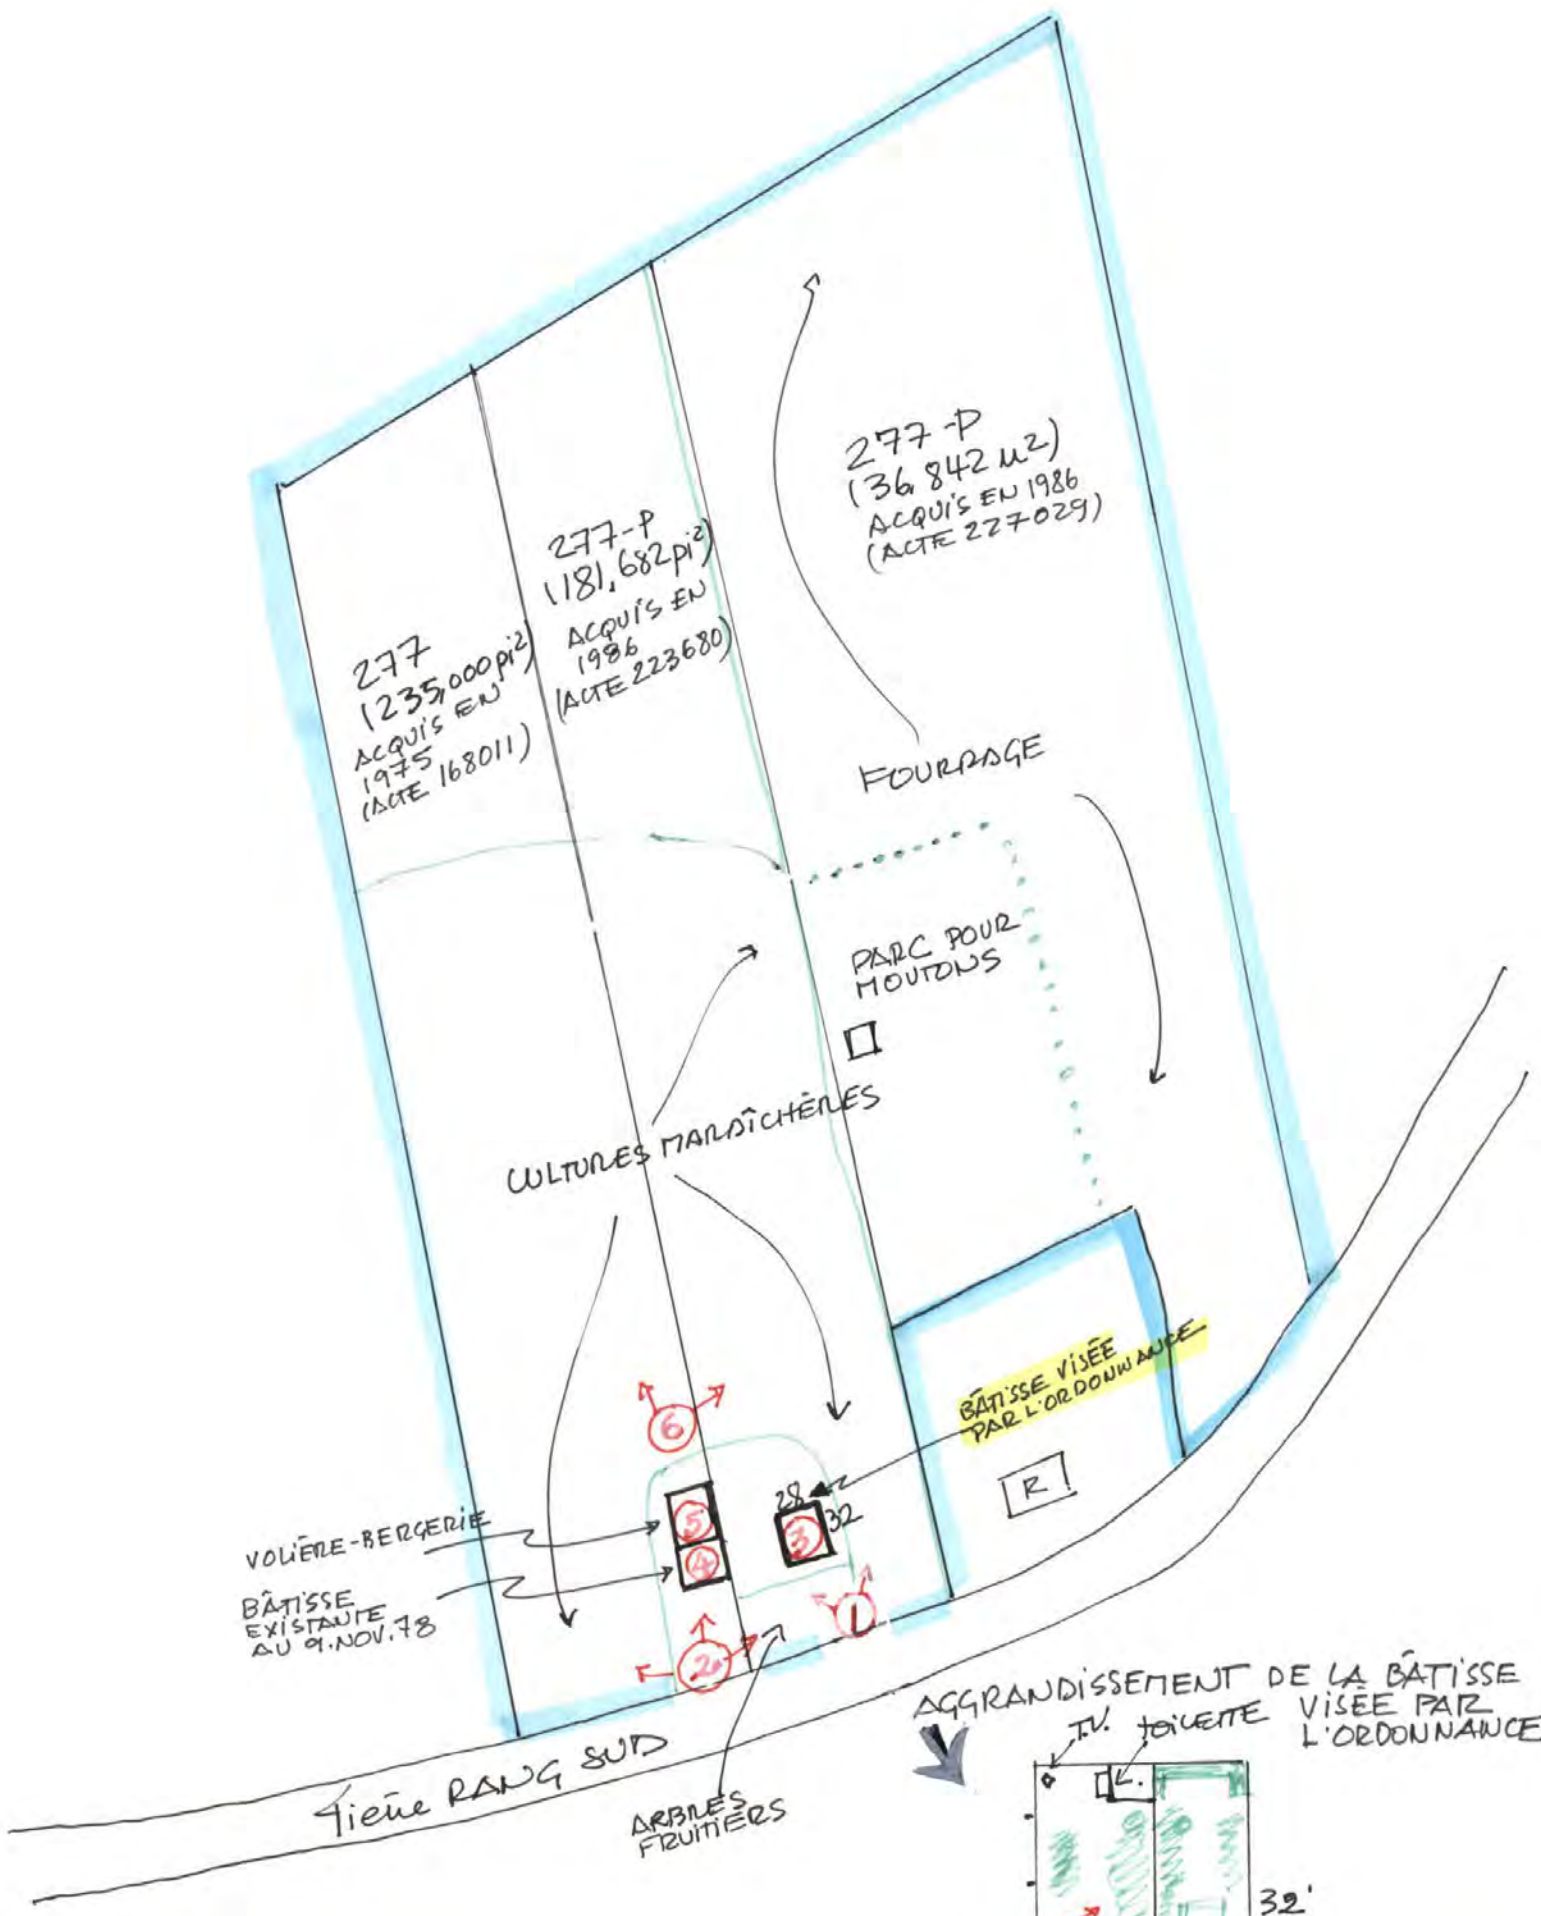 277-P
(36,842 m2)
ACQUIS EN 1986
(ACTE 227029)
277-P
(181,682 pi2)
ACQUIS EN
1986
(ACTE 223680)
277
(235,000 pi2)
ACQUIS EN
1975
(ACTE 168011)
FOURRAGE
PARC POUR
MOUTONS
CULTURES MARAÎCHÈRES
BÂTISSE VISÉE
PAR L'ORDONNANCE
R
6
5
4
28
32
3
VOLIÈRE-BERGERIE
BÂTISSE
EXISTANTE
AU 9.NOV.78
1
2
4ième RANG SUD
ARBRES
FRUITIERS
AGGRANDISSEMENT DE LA BÂTISSE
VISÉE PAR
L'ORDONNANCE
T.V. toilette
32'